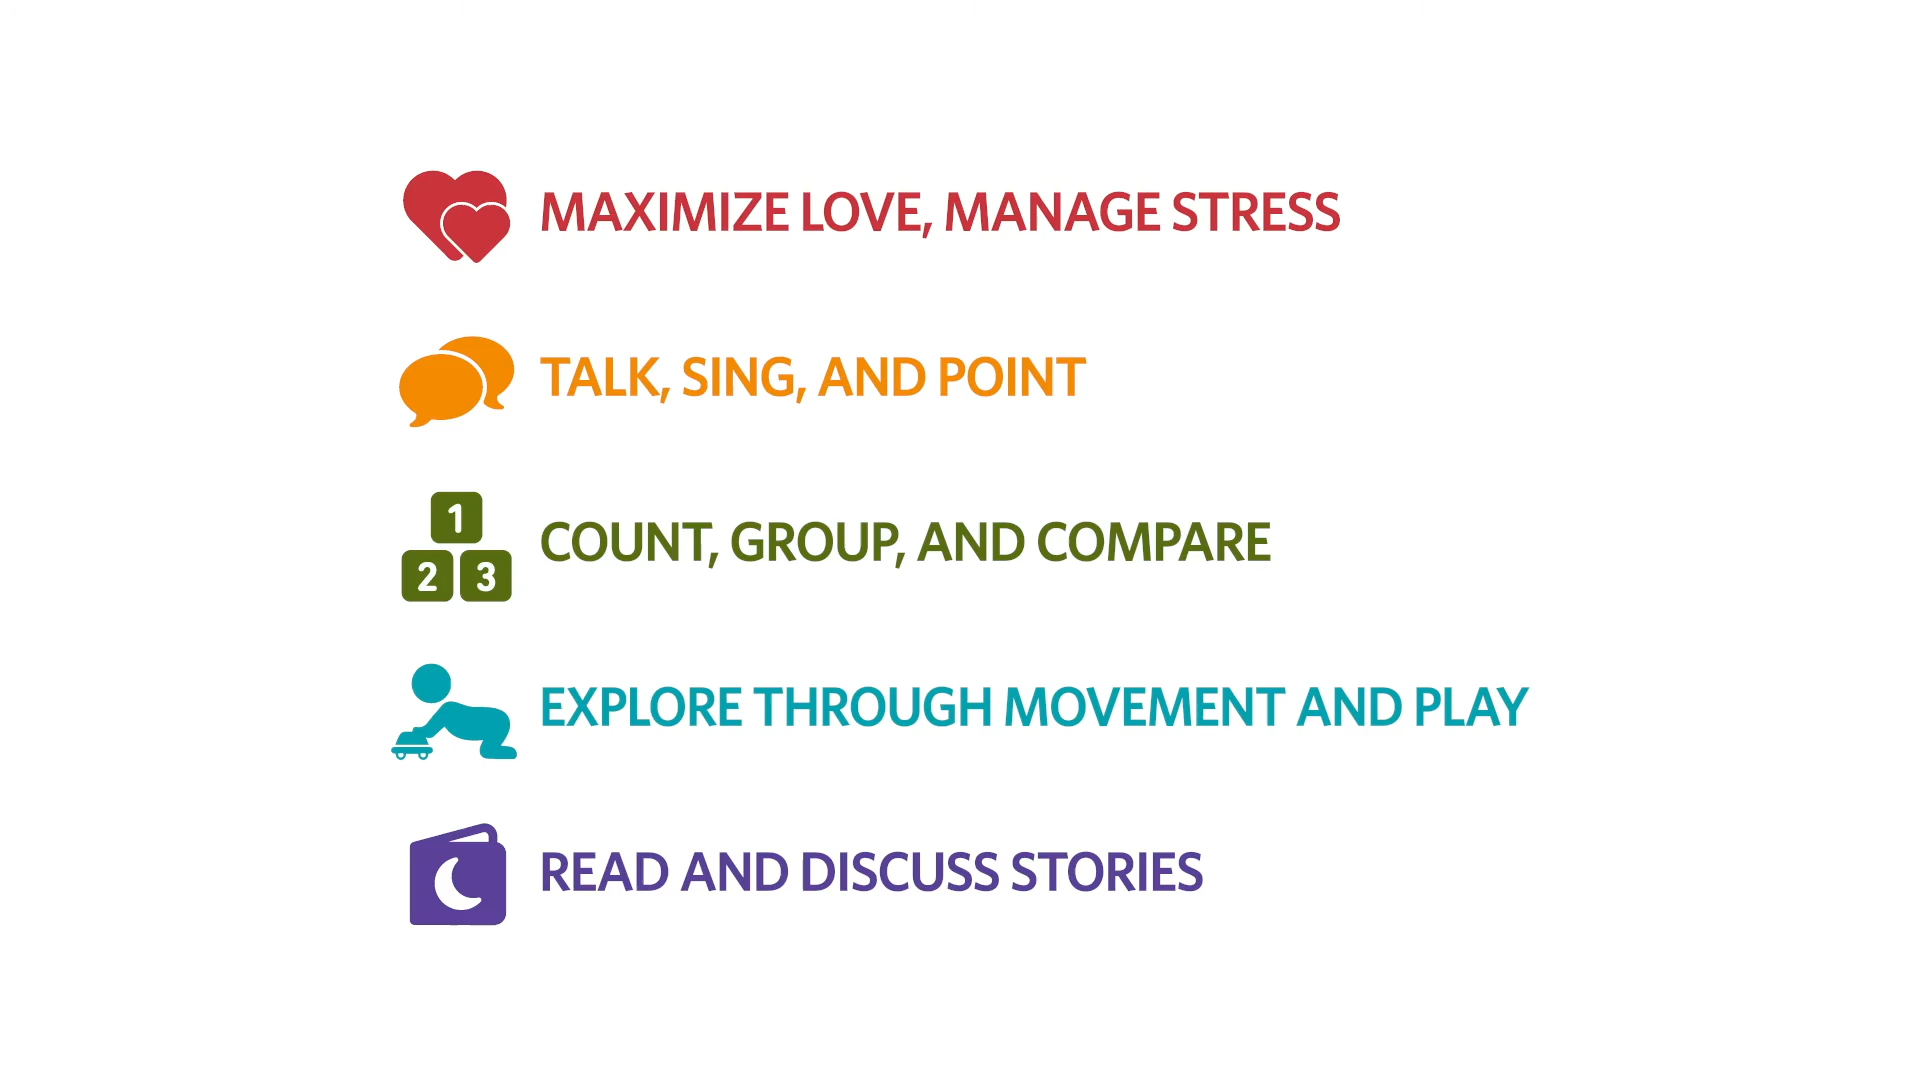 MAXIMIZE LOVE, MANAGE STRESS
TALK, SING, AND POINT
1
2 3
COUNT, GROUP, AND COMPARE
EXPLORE THROUGH MOVEMENT AND PLAY
READ AND DISCUSS STORIES